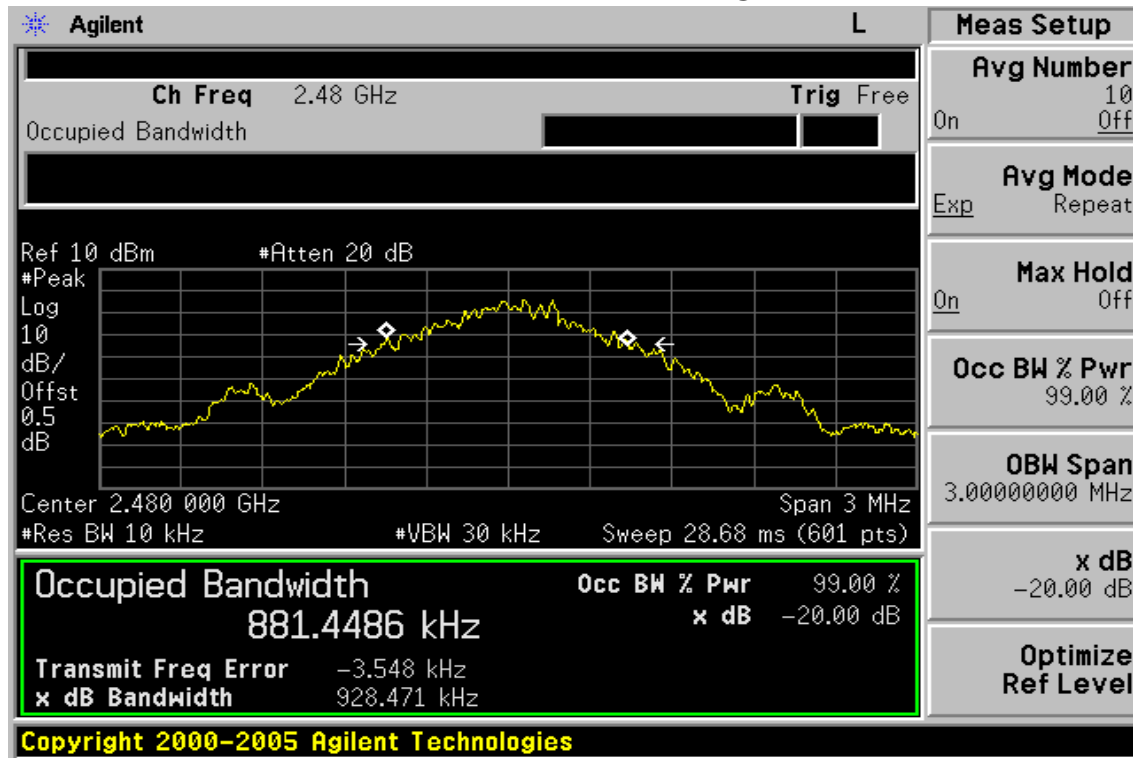 Agilent L
Meas Setup
Ch Freq 2.48 GHz Trig Free
Occupied Bandwidth
Ref 10 dBm #Atten 20 dB
#Peak
Log
10
dB/
Offst
0.5
dB
Center 2.480 000 GHz Span 3 MHz
#Res BW 10 kHz #VBW 30 kHz Sweep 28.68 ms (601 pts)
Occupied Bandwidth Occ BW % Pwr 99.00 %
881.4486 kHz x dB -20.00 dB
Transmit Freq Error -3.548 kHz
x dB Bandwidth 928.471 kHz
Avg Number
10
On Off
Avg Mode
Exp Repeat
Max Hold
On Off
Occ BW % Pwr
99.00 %
OBW Span
3.00000000 MHz
x dB
-20.00 dB
Optimize
Ref Level
Copyright 2000-2005 Agilent Technologies